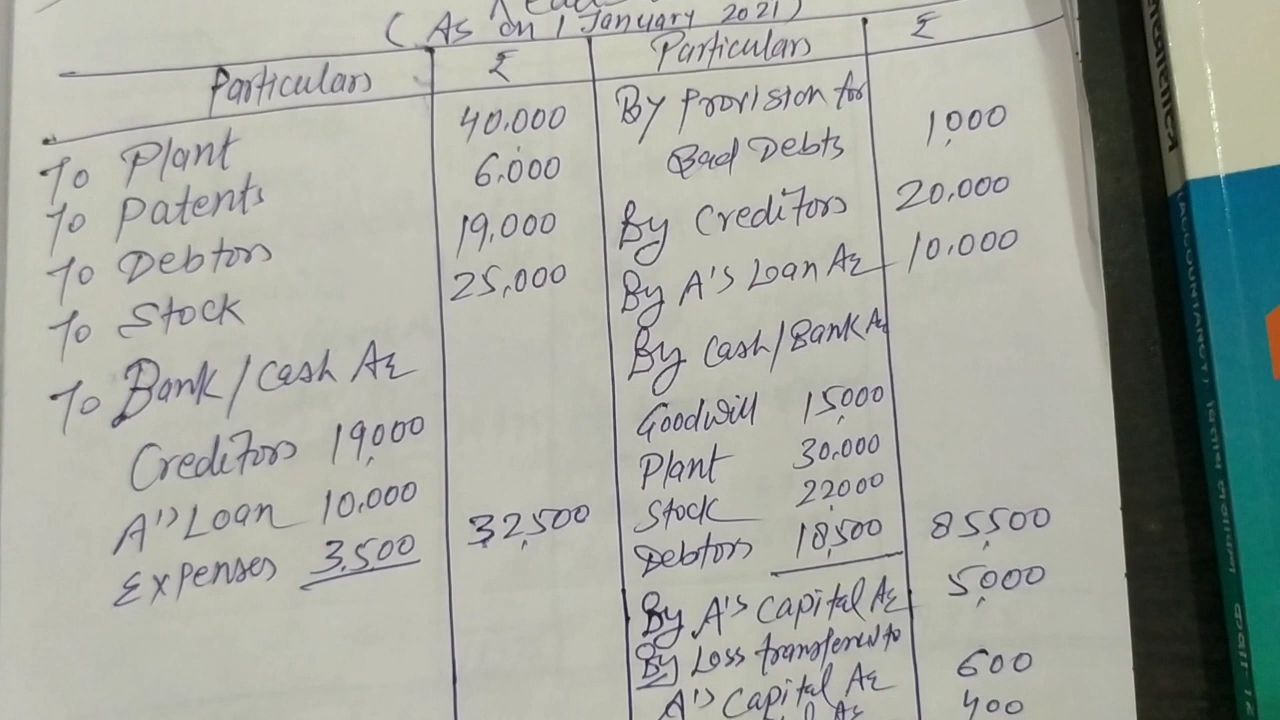 ( As on 1 January 2021)
Particulars ₹ Particulars ₹
To Plant 40,000 By Provision for
Bad Debts 1,000
To Patents 6,000
To Debtors 19,000 By Creditors 20,000
To Stock 25,000 By A's Loan A/c 10,000
To Bank/Cash A/c By Cash/Bank A/c
Creditors 19,000 Goodwill 15,000
A's Loan 10,000 Plant 30,000
Expenses 3,500 32,500 Stock 22000
Debtors 18,500 85,500
By A's Capital A/c 5,000
By Loss transferred to
A's Capital A/c 600
400
(ACCOUNTANCY)